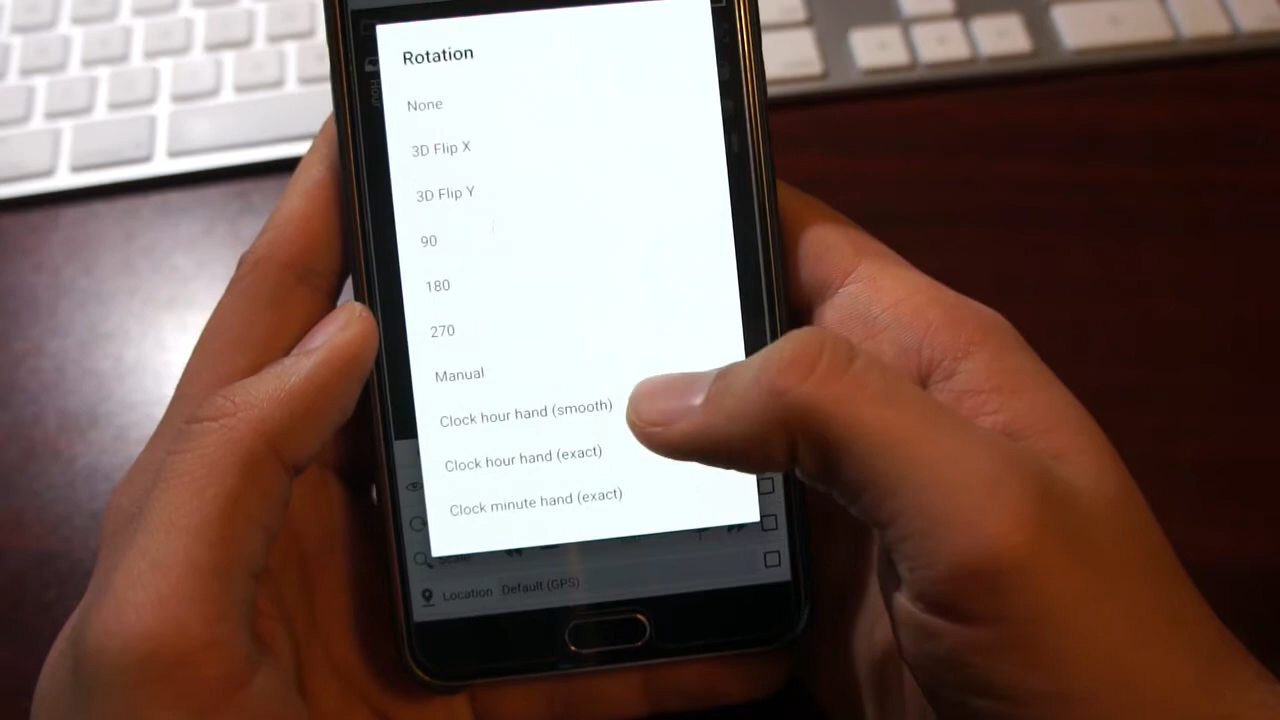 Rotation
None
3D Flip X
3D Flip Y
90
180
270
Manual
Clock hour hand (smooth)
Clock hour hand (exact)
Clock minute hand (exact)
Location Default (GPS)
Hour